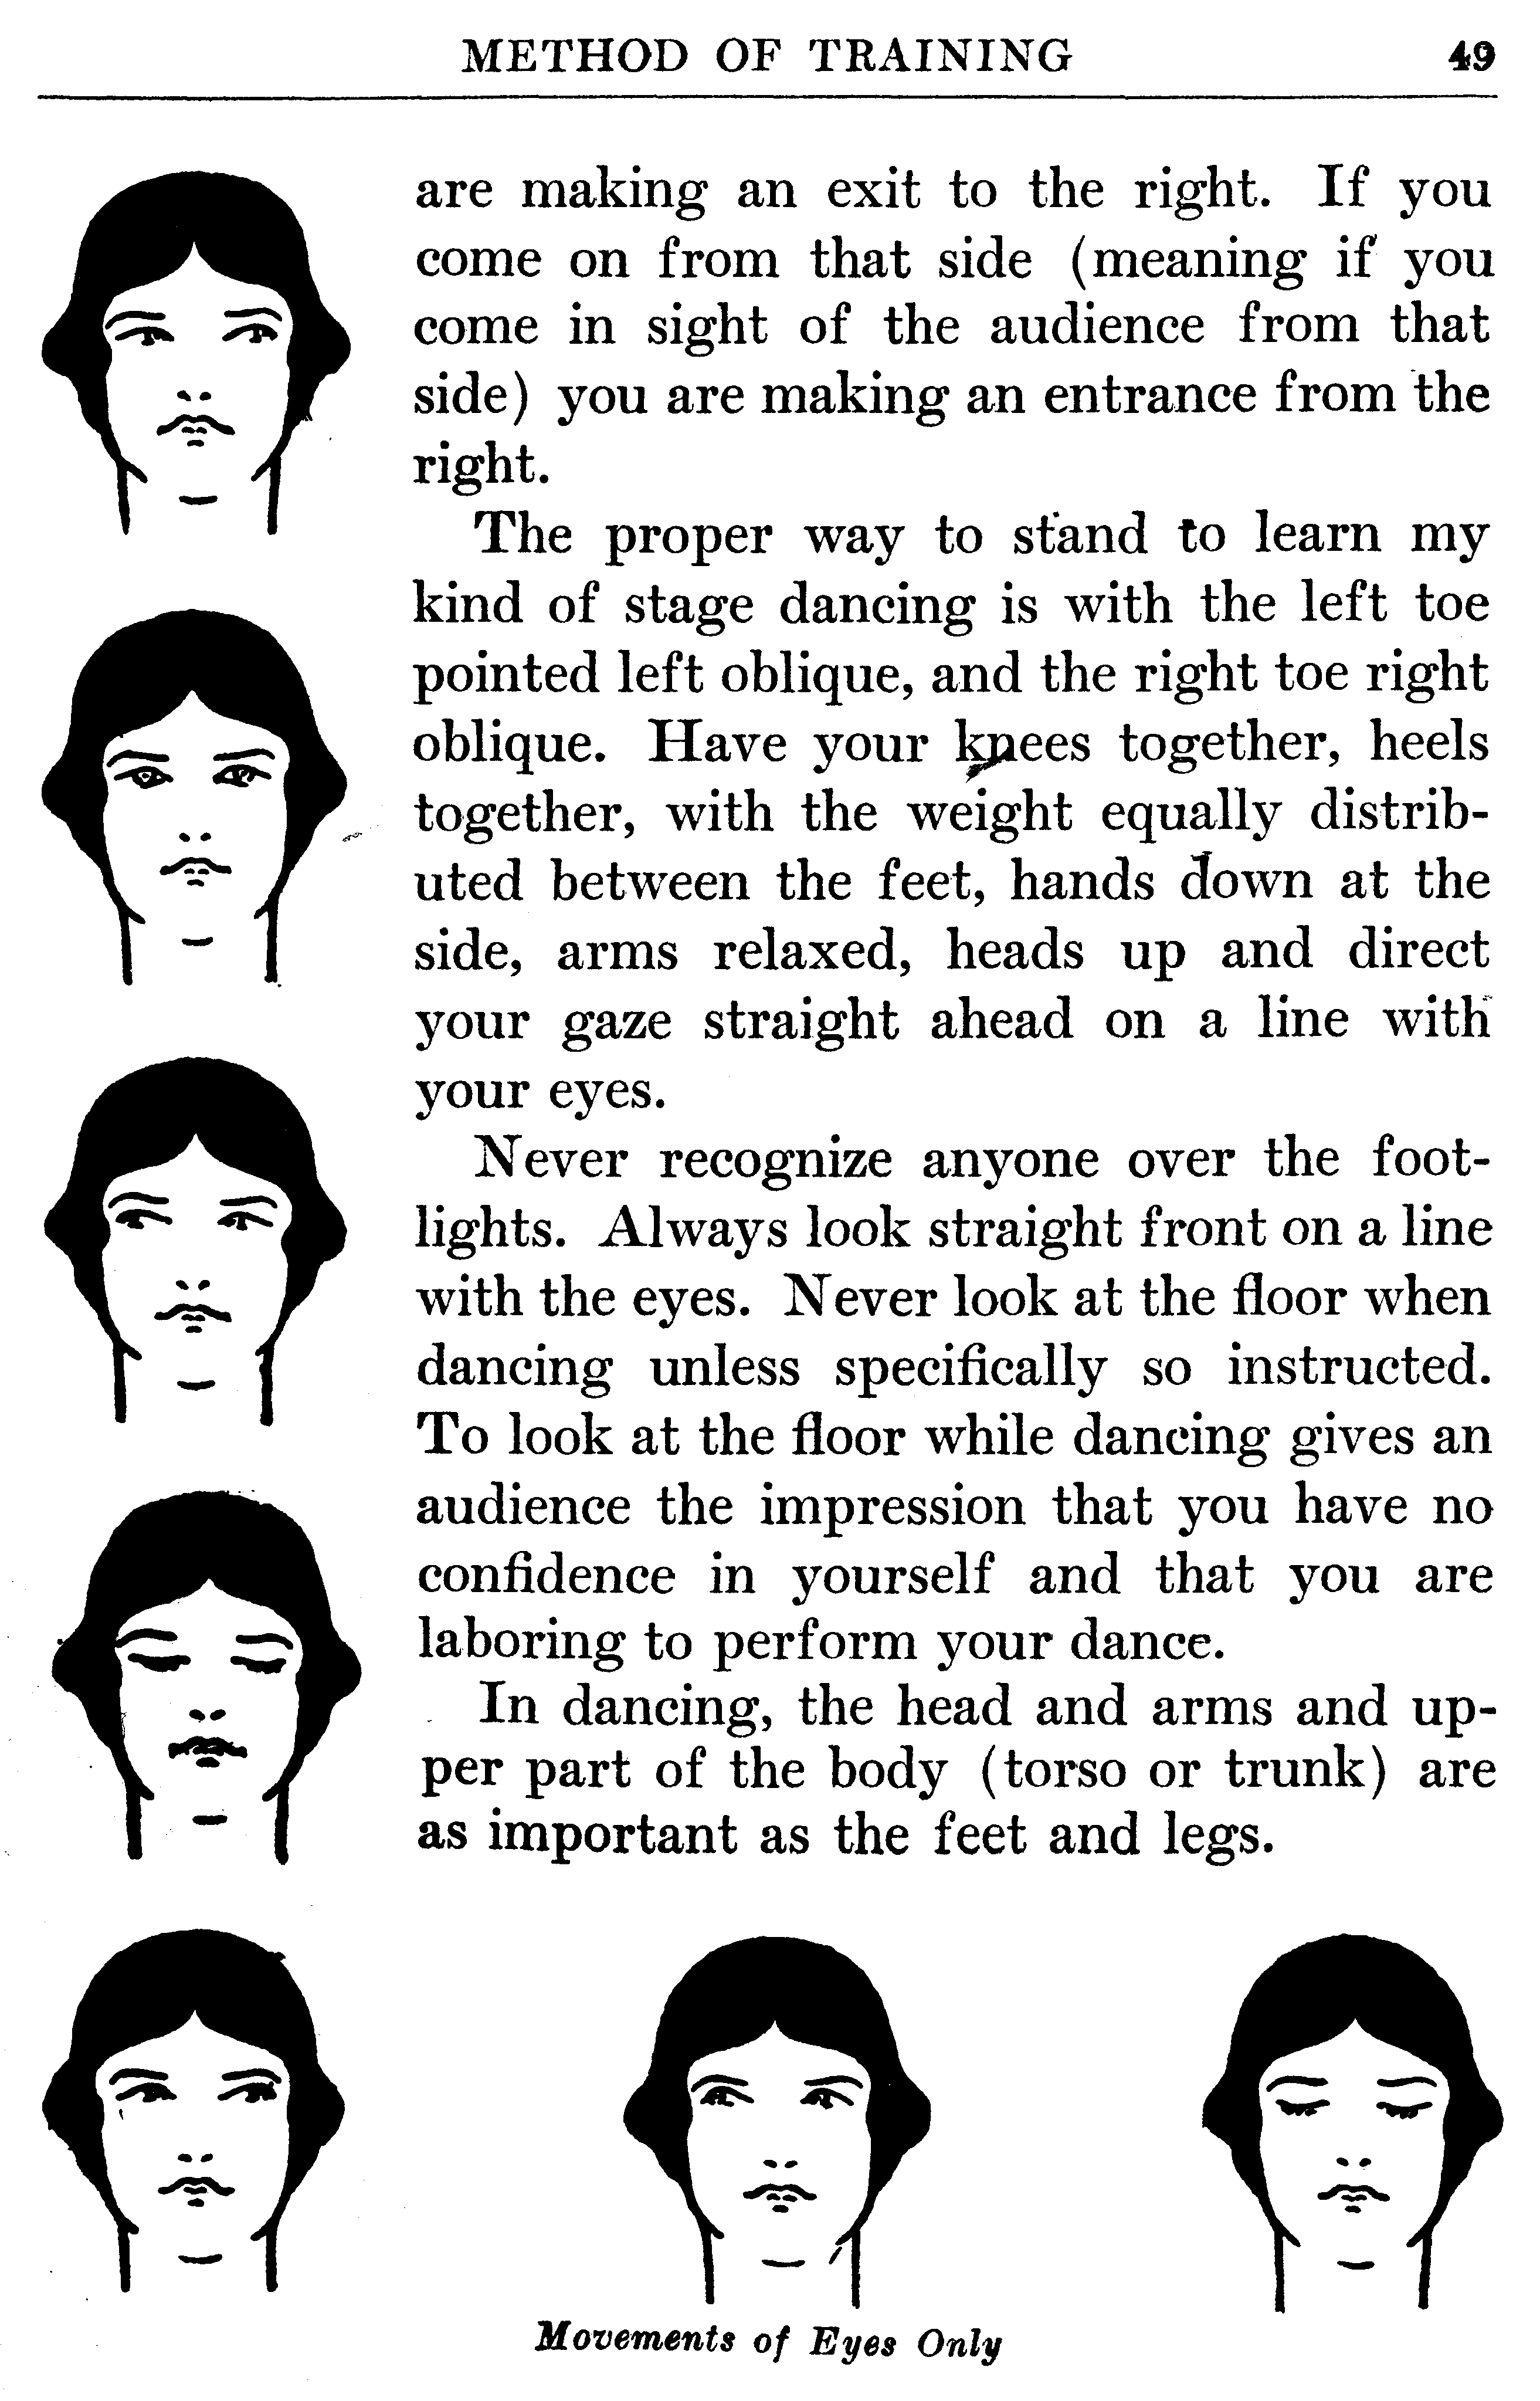 METHOD OF TRAINING 49
are making an exit to the right. If you
come on from that side (meaning if you
come in sight of the audience from that
side) you are making an entrance from the
right.
The proper way to stand to learn my
kind of stage dancing is with the left toe
pointed left oblique, and the right toe right
oblique. Have your knees together, heels
together, with the weight equally distrib-
uted between the feet, hands down at the
side, arms relaxed, heads up and direct
your gaze straight ahead on a line with
your eyes.
Never recognize anyone over the foot-
lights. Always look straight front on a line
with the eyes. Never look at the floor when
dancing unless specifically so instructed.
To look at the floor while dancing gives an
audience the impression that you have no
confidence in yourself and that you are
laboring to perform your dance.
In dancing, the head and arms and up-
per part of the body (torso or trunk) are
as important as the feet and legs.
Movements of Eyes Only